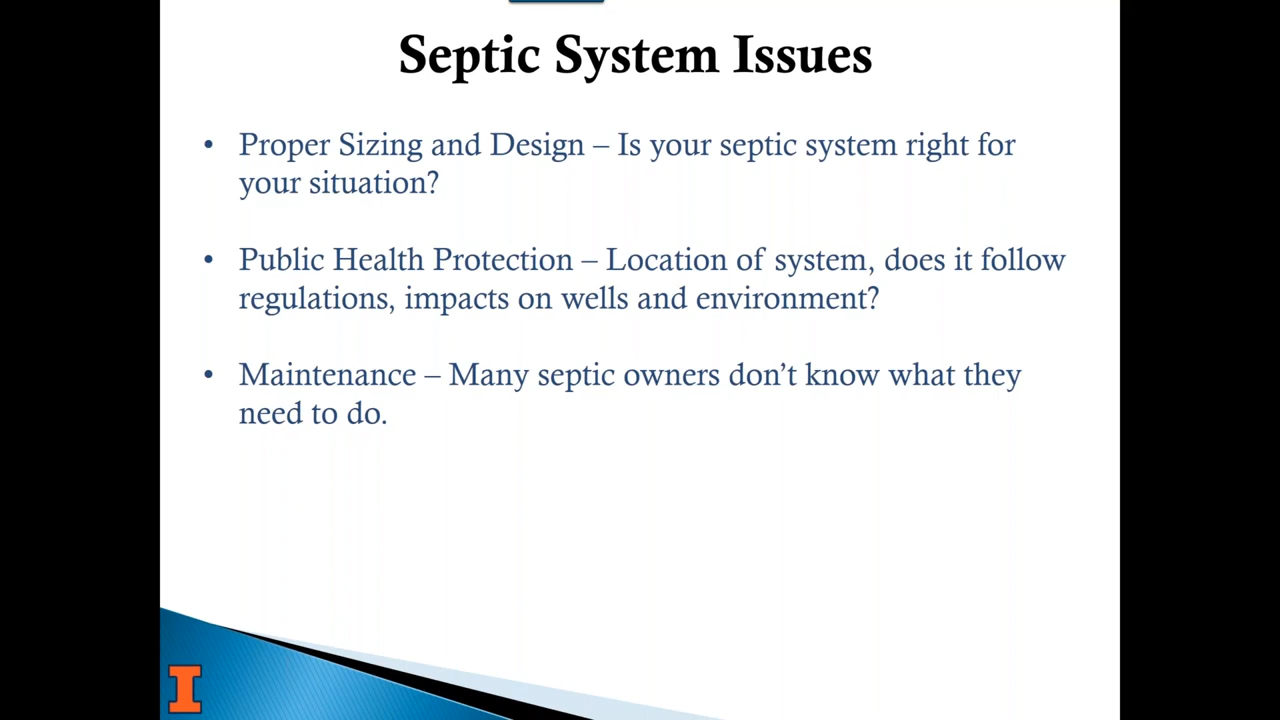 Septic System Issues
• Proper Sizing and Design – Is your septic system right for
your situation?
• Public Health Protection – Location of system, does it follow
regulations, impacts on wells and environment?
• Maintenance – Many septic owners don’t know what they
need to do.
I